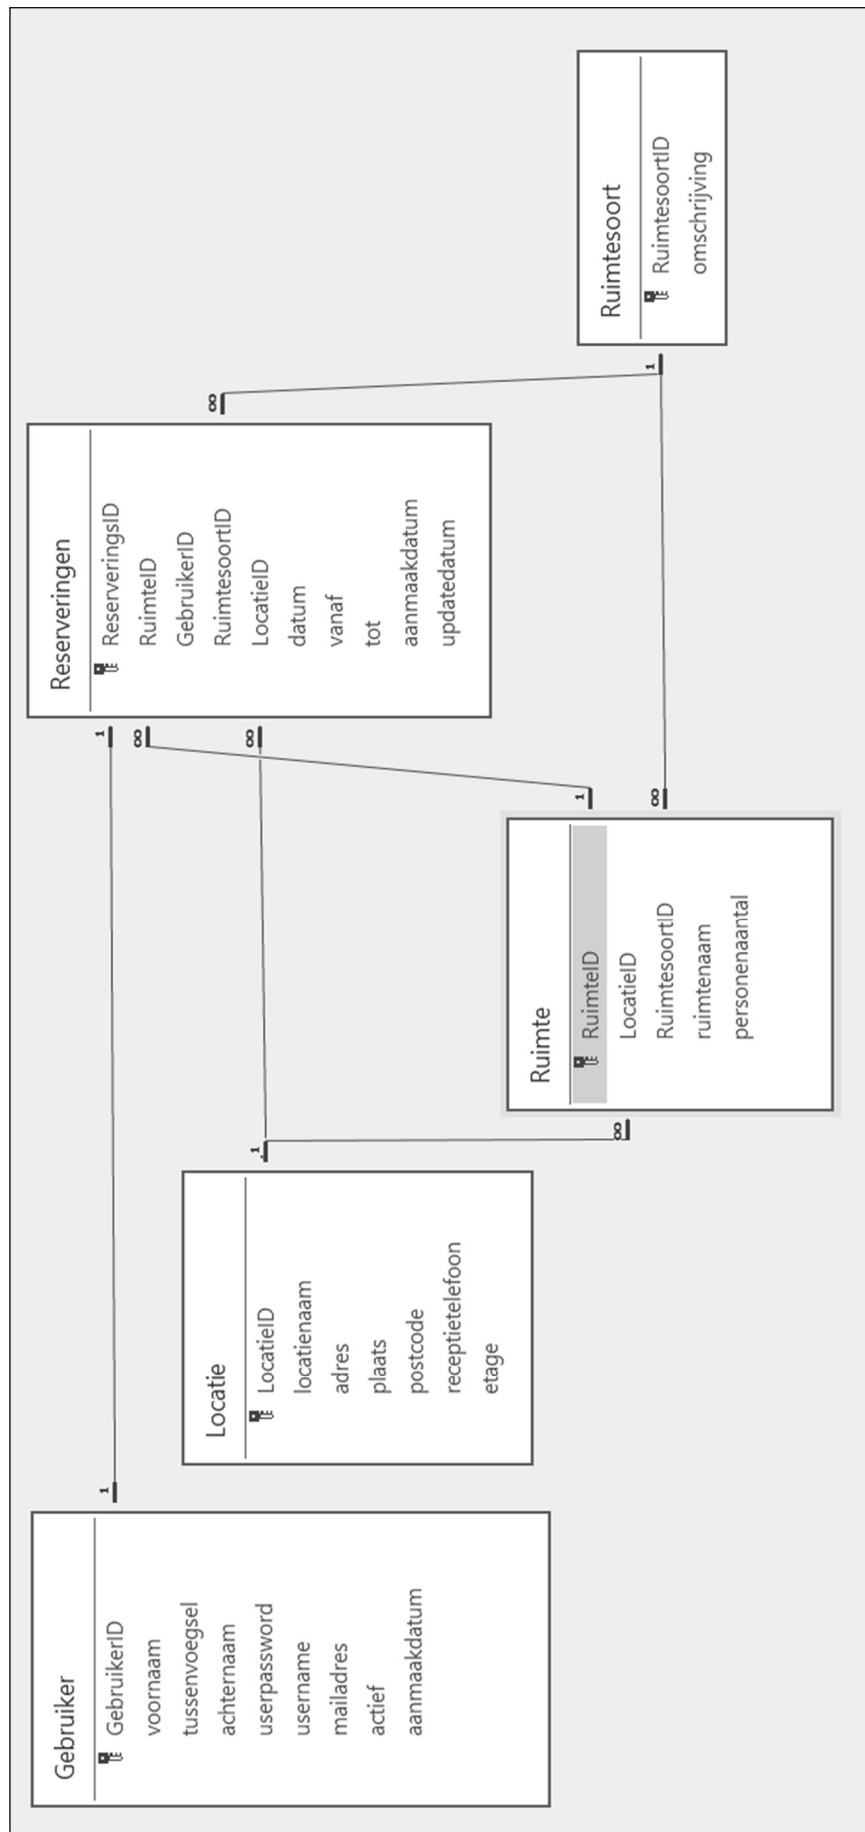 Gebruiker
GebruikerID
voornaam
tussenvoegsel
achternaam
userpassword
username
mailadres
actief
aanmaakdatum
1
Locatie
LocatieID
locatienaam
adres
plaats
postcode
receptietelefoon
etage
1
∞
Ruimte
RuimteID
LocatieID
RuimtesoortID
ruimtenaam
personenaantal
1
∞
1
∞
∞
Reserveringen
ReserveringsID
RuimteID
GebruikerID
RuimtesoortID
LocatieID
datum
vanaf
tot
aanmaakdatum
updatedatum
∞
1
Ruimtesoort
RuimtesoortID
omschrijving